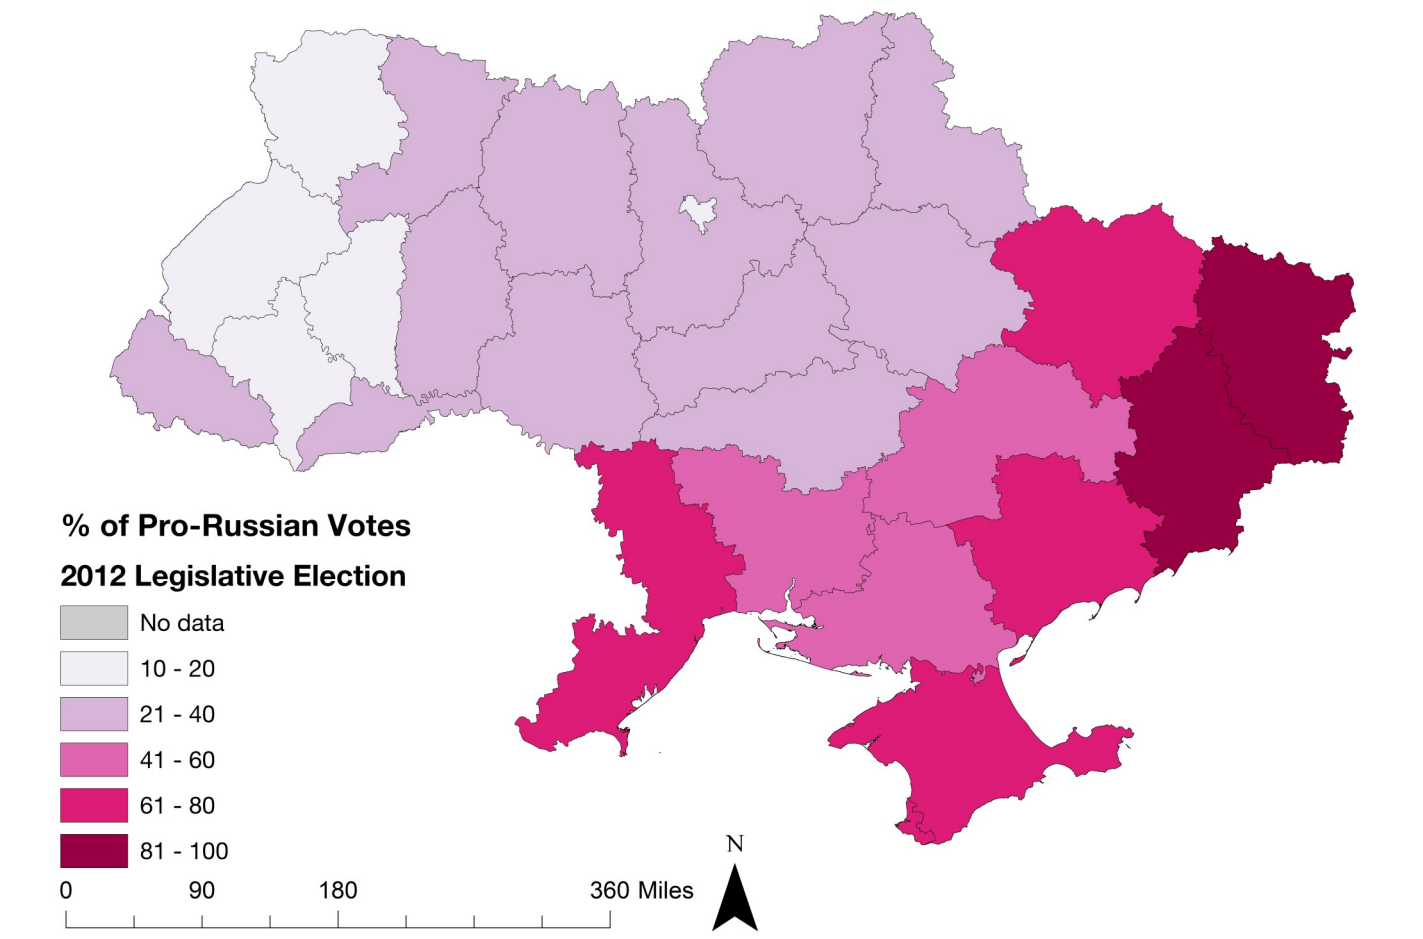 % of Pro-Russian Votes
2012 Legislative Election
No data
10 - 20
21 - 40
41 - 60
61 - 80
81 - 100
0 90 180 360 Miles
N